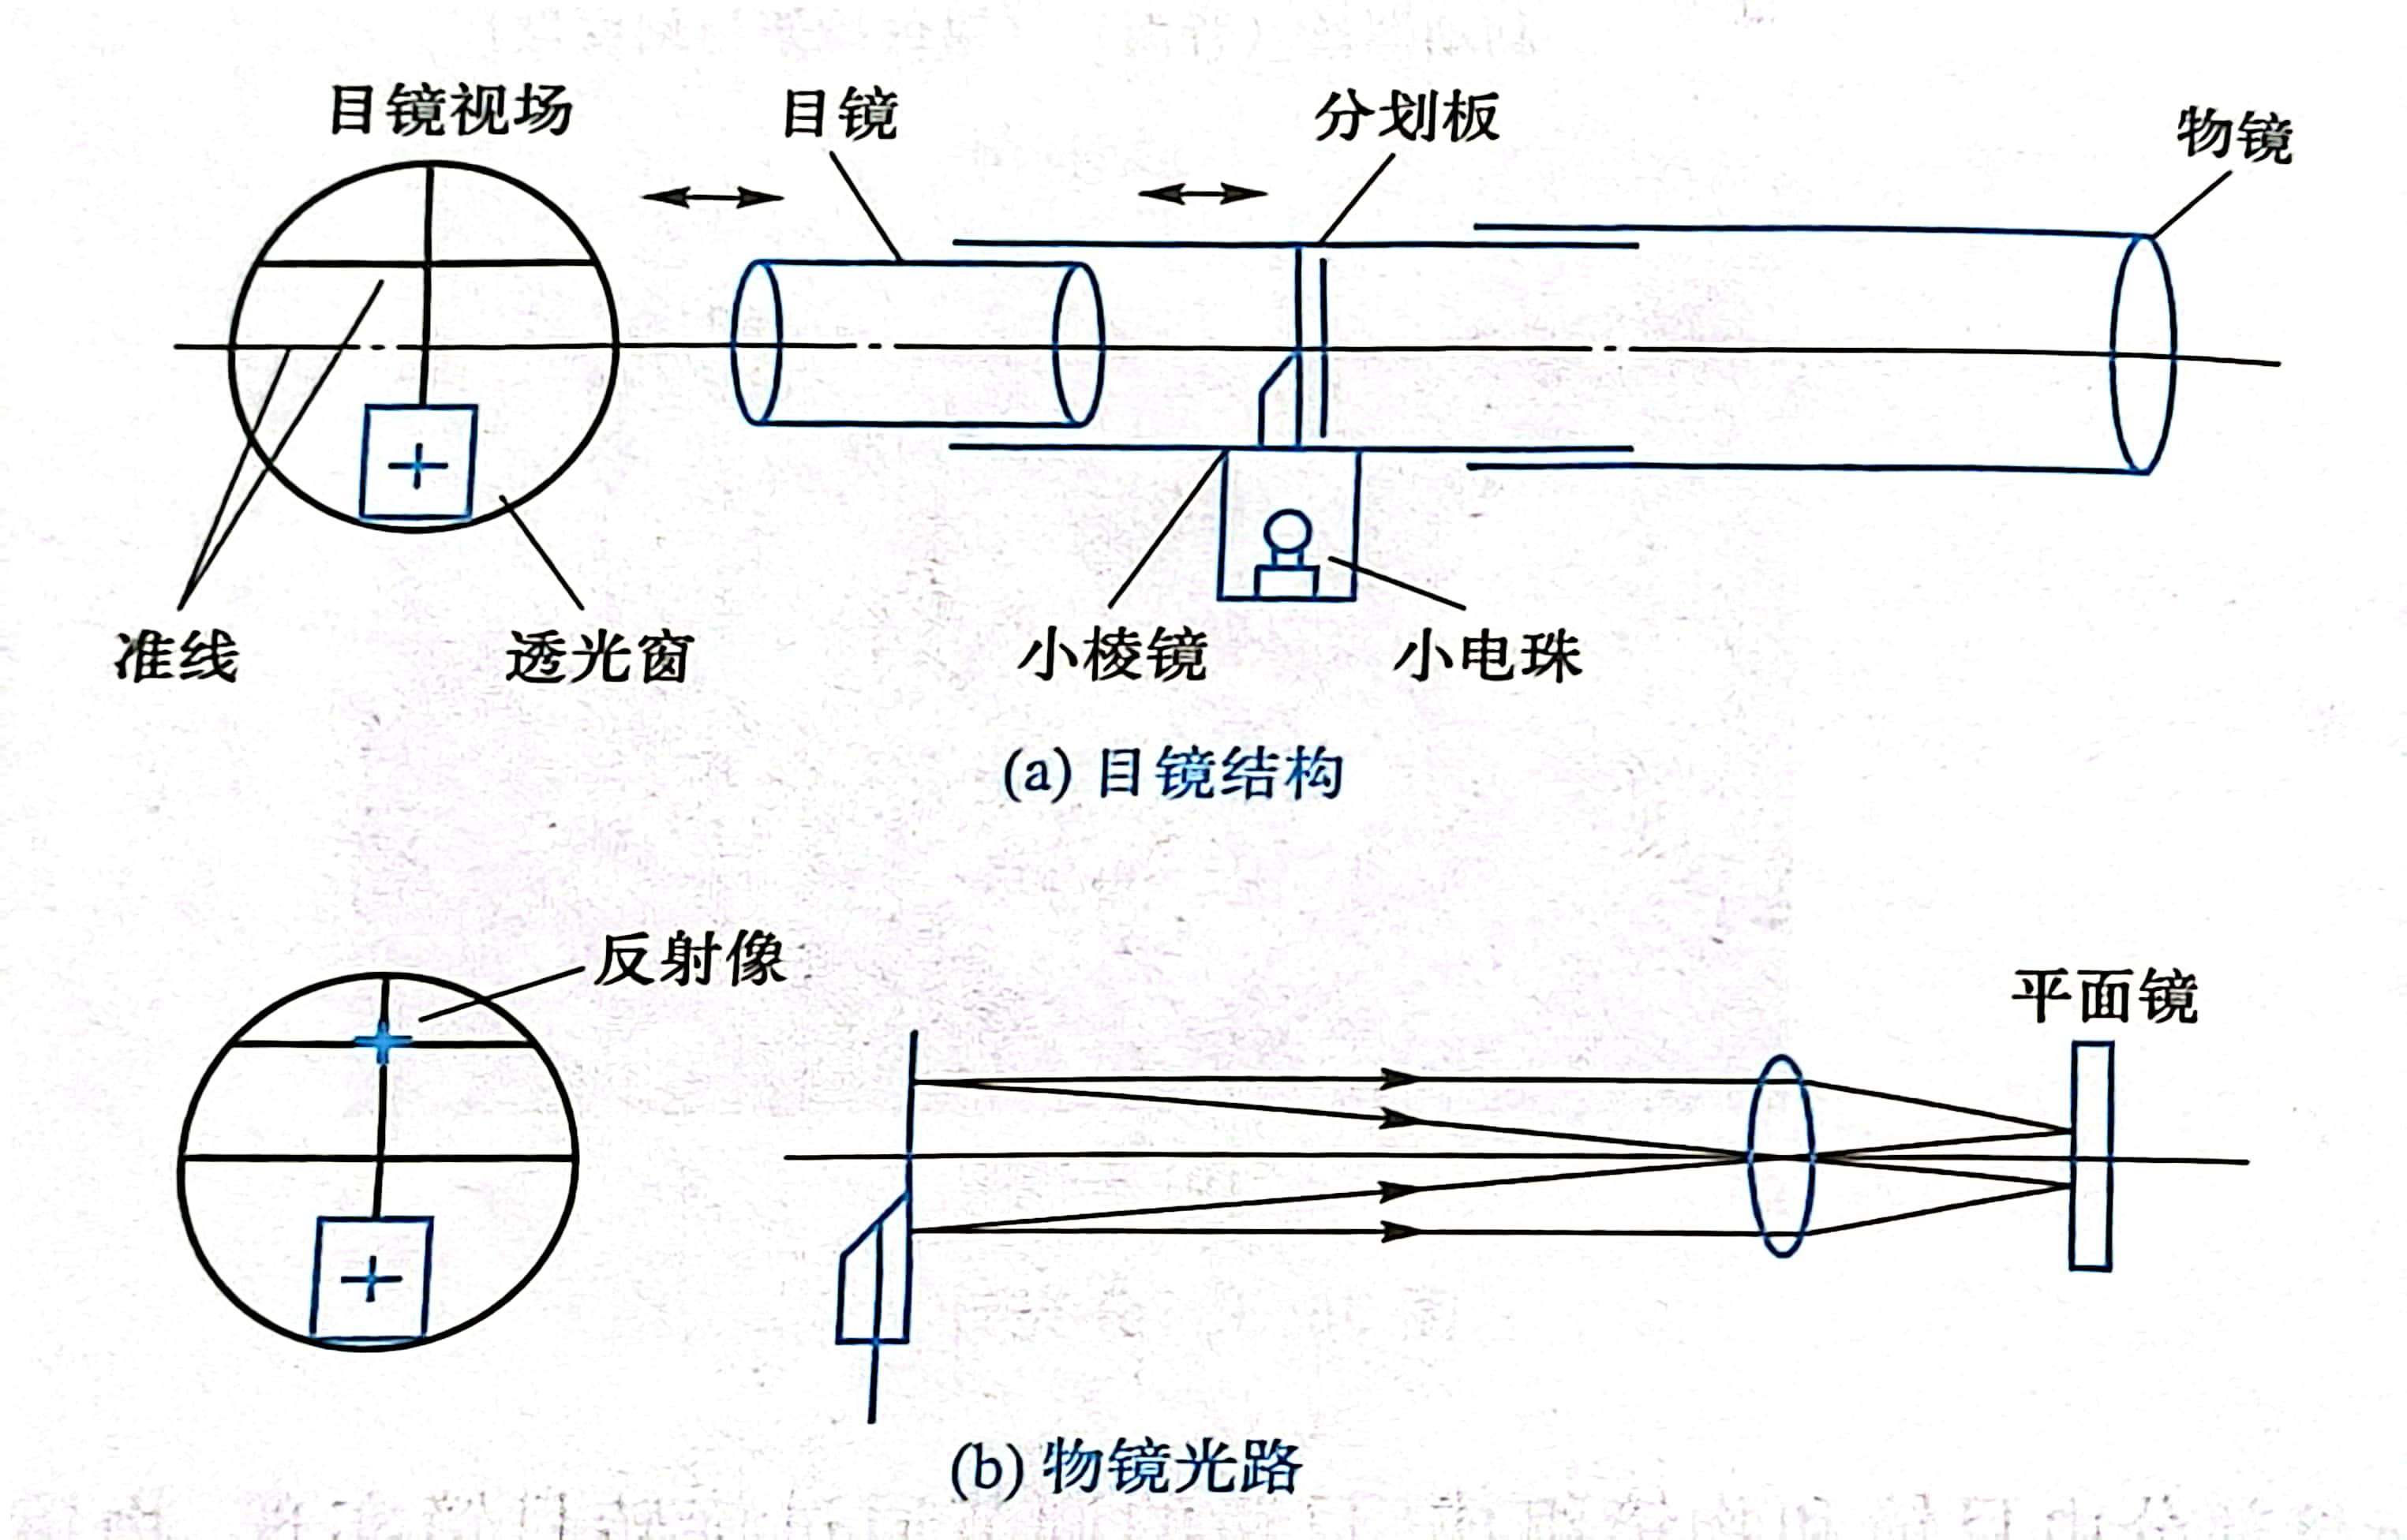 目镜视场
目镜
分划板
物镜
准线
透光窗
小棱镜
小电珠
(a) 目镜结构
反射像
平面镜
(b) 物镜光路